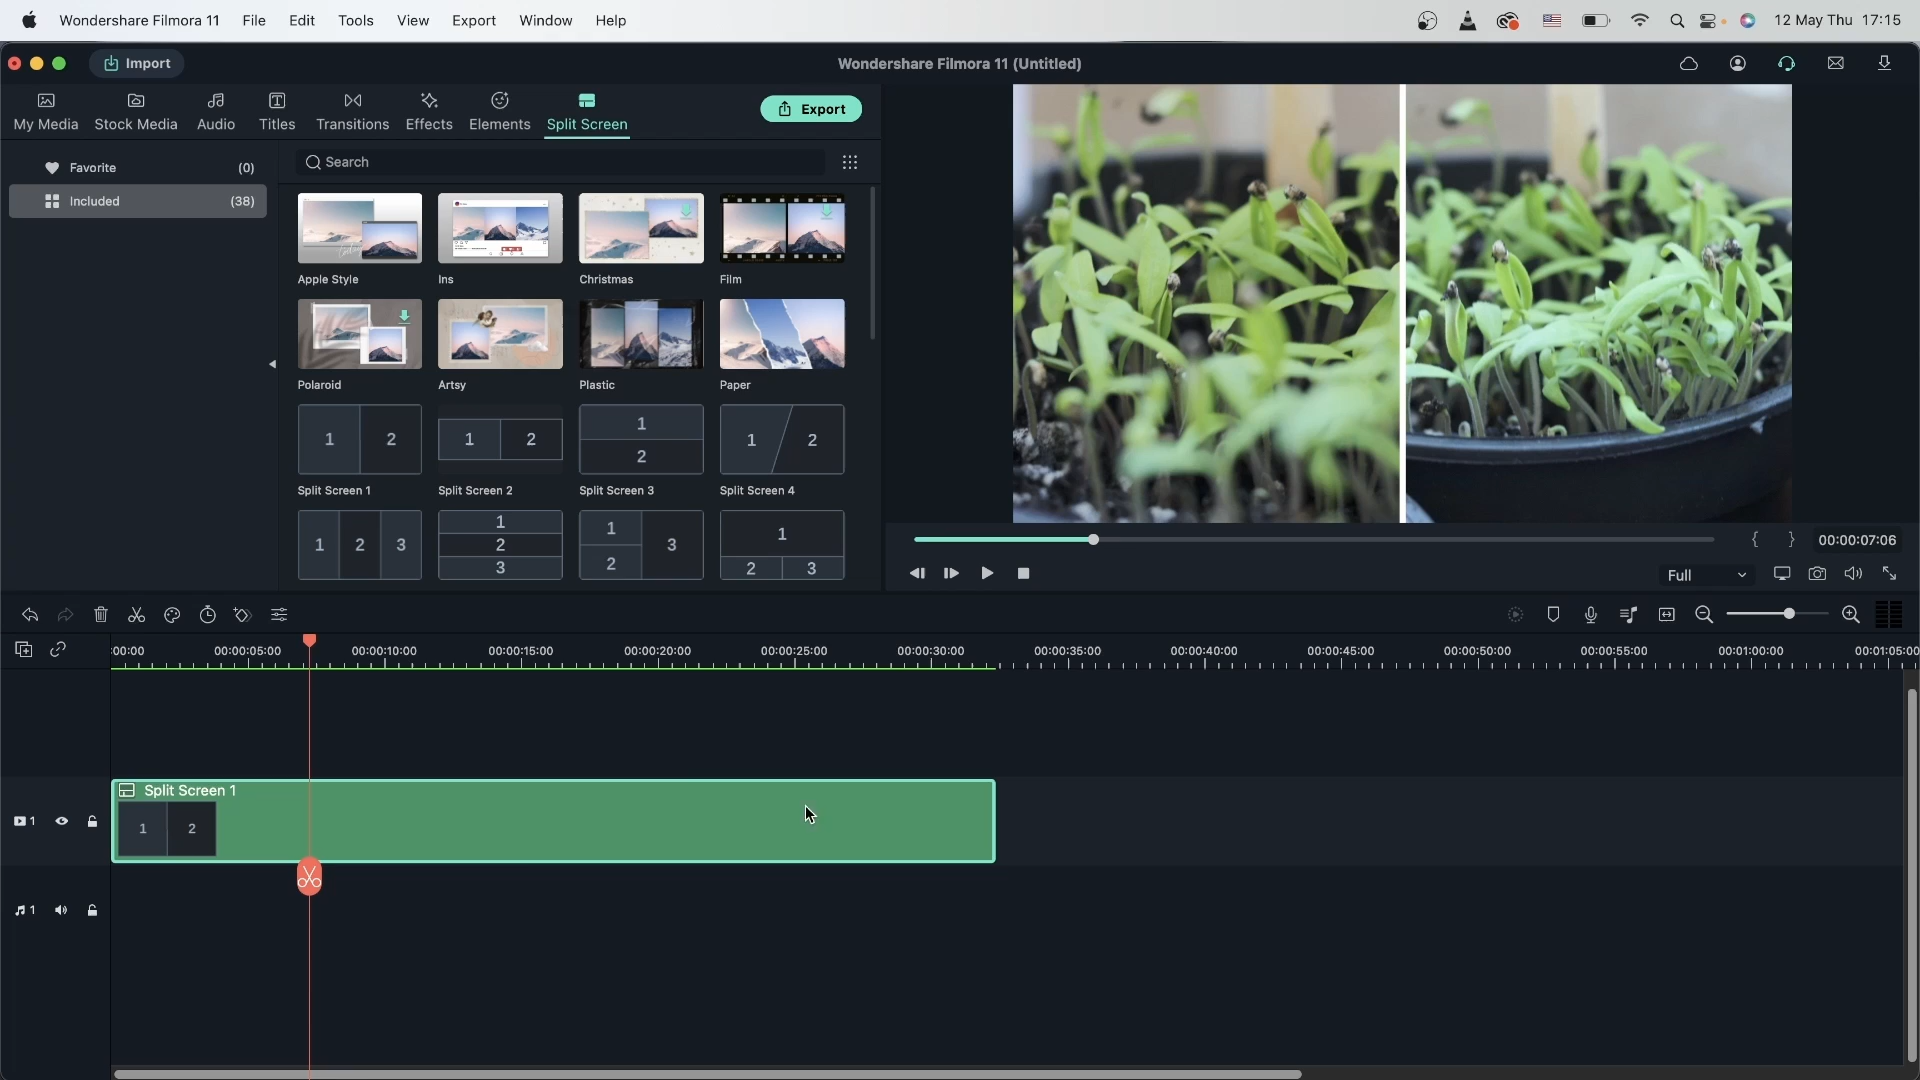 Wondershare Filmora 11 File Edit Tools View Export Window Help 12 May Thu 17:15
Import Wondershare Filmora 11 (Untitled)
My Media Stock Media Audio Titles Transitions Effects Elements Split Screen Export
Favorite (0)
Included (38)
Search
Apple Style Ins Christmas Film
Polaroid Artsy Plastic Paper
1 2 1 2 1 2 1 2
Split Screen 1 Split Screen 2 Split Screen 3 Split Screen 4
1 2 3 1 2 3 1 2 3 1 2 3
{ } 00:00:07:06
Full
:00:00 00:00:05:00 00:00:10:00 00:00:15:00 00:00:20:00 00:00:25:00 00:00:30:00 00:00:35:00 00:00:40:00 00:00:45:00 00:00:50:00 00:00:55:00 00:01:00:00 00:01:05:00
Split Screen 1
1 2
1
1